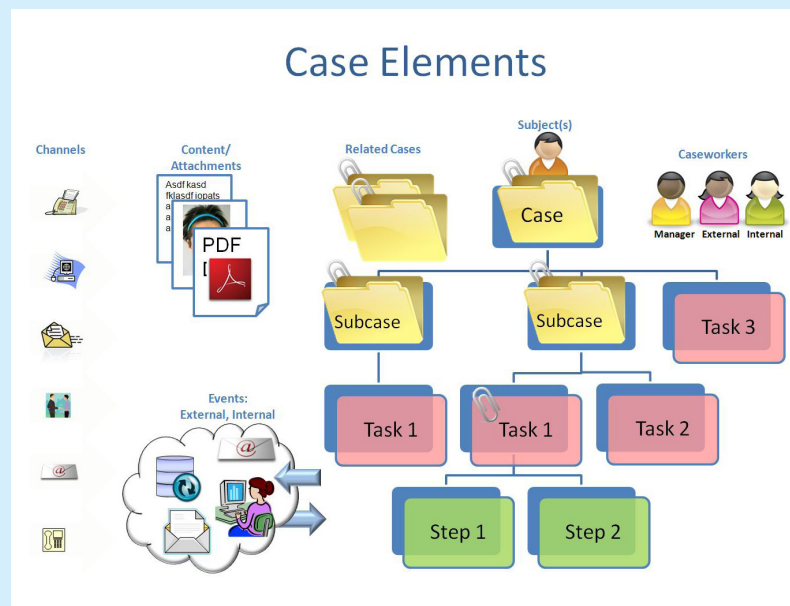 Case Elements
Channels
Content/
Attachments
Related Cases
Subject(s)
Caseworkers
Asdf kasd
fklasdf iopats
a
a
a
a
PDF
[
Case
Manager
External
Internal
Subcase
Subcase
Task 3
Events:
External, Internal
@
@
Task 1
Task 1
Task 2
Step 1
Step 2